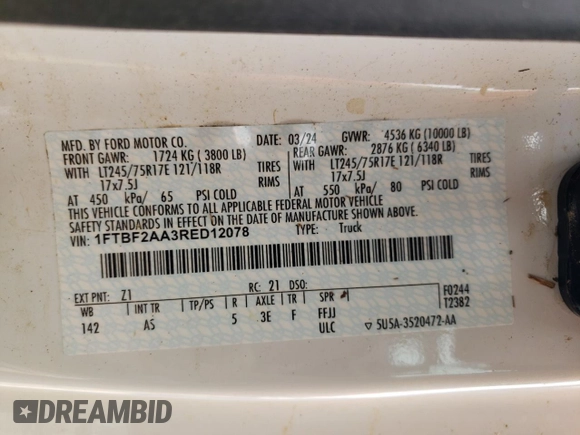 MFD. BY FORD MOTOR CO.
DATE: 03/24 GVWR: 4536 KG (10000 LB)
FRONT GAWR: 1724 KG ( 3800 LB) REAR GAWR: 2876 KG ( 6340 LB)
WITH LT245/75R17E 121/118R TIRES WITH LT245/75R17E 121/118R TIRES
17x7.5J RIMS 17x7.5J RIMS
AT 450 kPa/ 65 PSI COLD AT 550 kPa/ 80 PSI COLD
THIS VEHICLE CONFORMS TO ALL APPLICABLE FEDERAL MOTOR VEHICLE
SAFETY STANDARDS IN EFFECT ON THE DATE OF MANUFACTURE SHOWN ABOVE.
VIN: 1FTBF2AA3RED12078 TYPE: Truck
EXT PNT: Z1 RC: 21 DSO: F0244
WB INT TR TP/PS R AXLE TR SPR T2382
142 AS 5 3E F FFJJ
ULC ▽ 5U5A-3520472-AA
DREAMBID